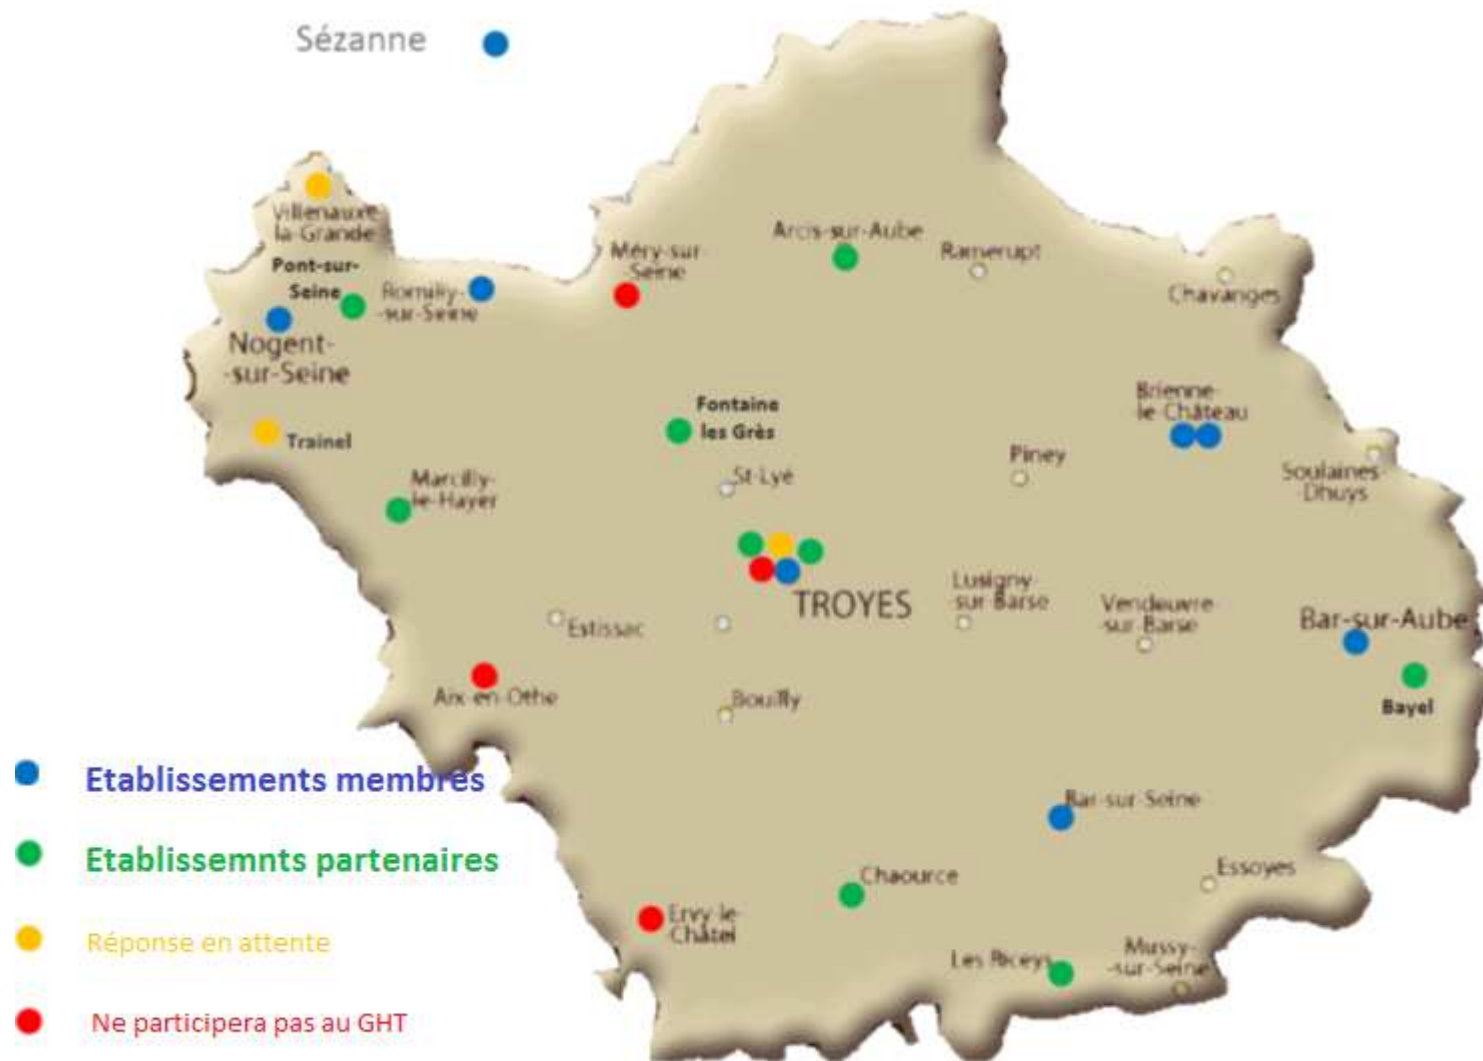 Sézanne
Villenauxe
-la-Grande
Pont-sur-
Seine
Romilly-
-sur-Seine
Nogent-
-sur-Seine
Méry-sur-
Seine
Arcis-sur-Aube
Ramerupt
Chavanges
Trainel
Marcilly-
-le-Hayer
Fontaine
les Grès
St-Lyé
Piney
Brienne-
le-Château
Soulaines
-Dhuys
TROYES
Lusigny-
-sur-Barse
Vendeuvre-
-sur-Barse
Bar-sur-Aube
Bayel
Estissac
Aix-en-Othe
Bouilly
Bar-sur-Seine
Essoyes
Chaource
Ervy-le-
-Châtel
Les Riceys
Mussy-
-sur-Seine
Etablissements membres
Etablissemnts partenaires
Réponse en attente
Ne participera pas au GHT